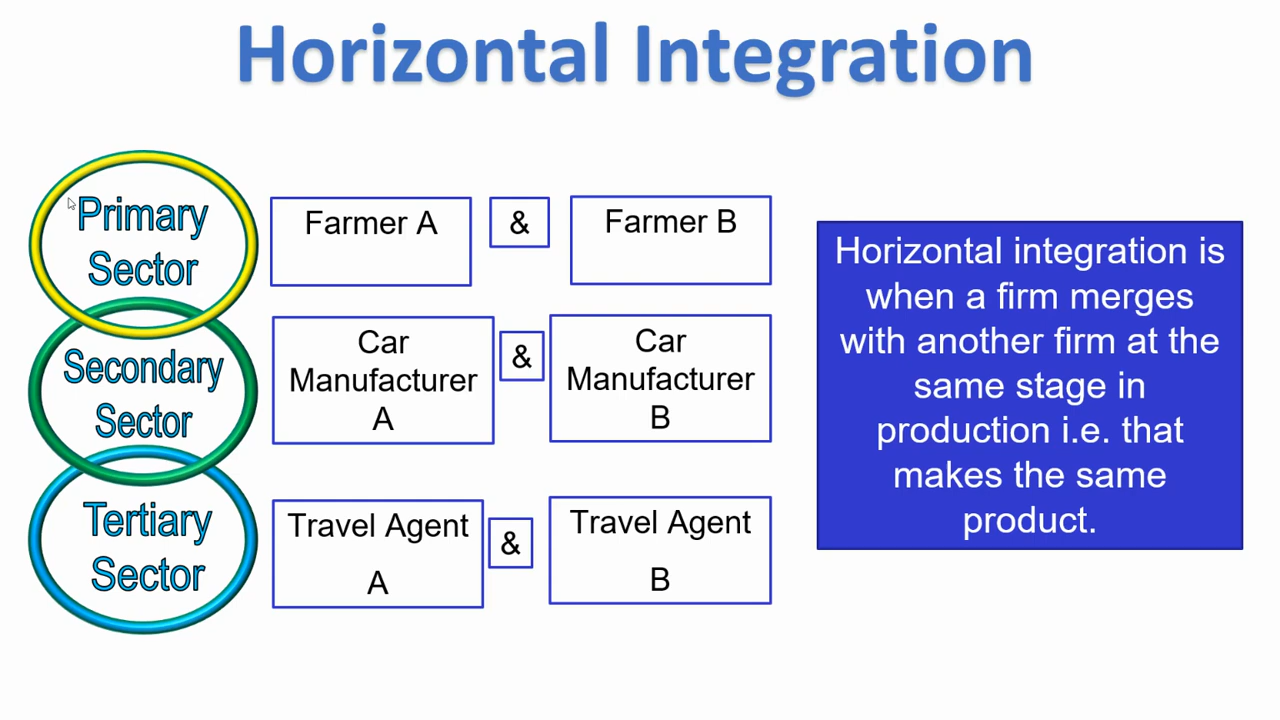 Horizontal Integration
Primary
Sector
Farmer A
&
Farmer B
Secondary
Sector
Car
Manufacturer
A
&
Car
Manufacturer
B
Tertiary
Sector
Travel Agent
A
&
Travel Agent
B
Horizontal integration is
when a firm merges
with another firm at the
same stage in
production i.e. that
makes the same
product.